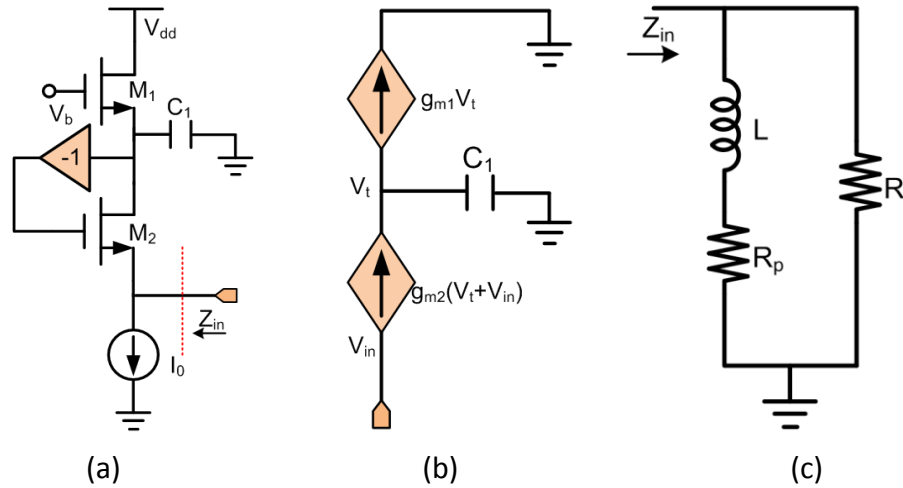 V_dd
M_1
C_1
V_b
-1
M_2
Z_in
I_0
(a)
g_m1V_t
C_1
V_t
g_m2(V_t+V_in)
V_in
(b)
Z_in
L
R
R_p
(c)